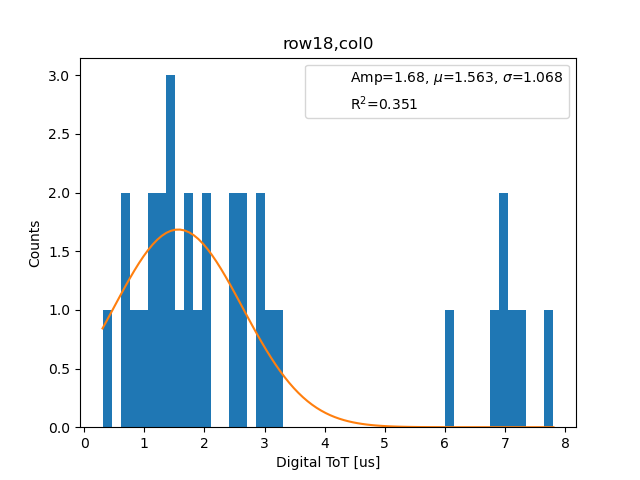 row18,col0
Amp=1.68, μ=1.563, σ=1.068
R²=0.351
Counts
3.0
2.5
2.0
1.5
1.0
0.5
0.0
0 1 2 3 4 5 6 7 8
Digital ToT [us]